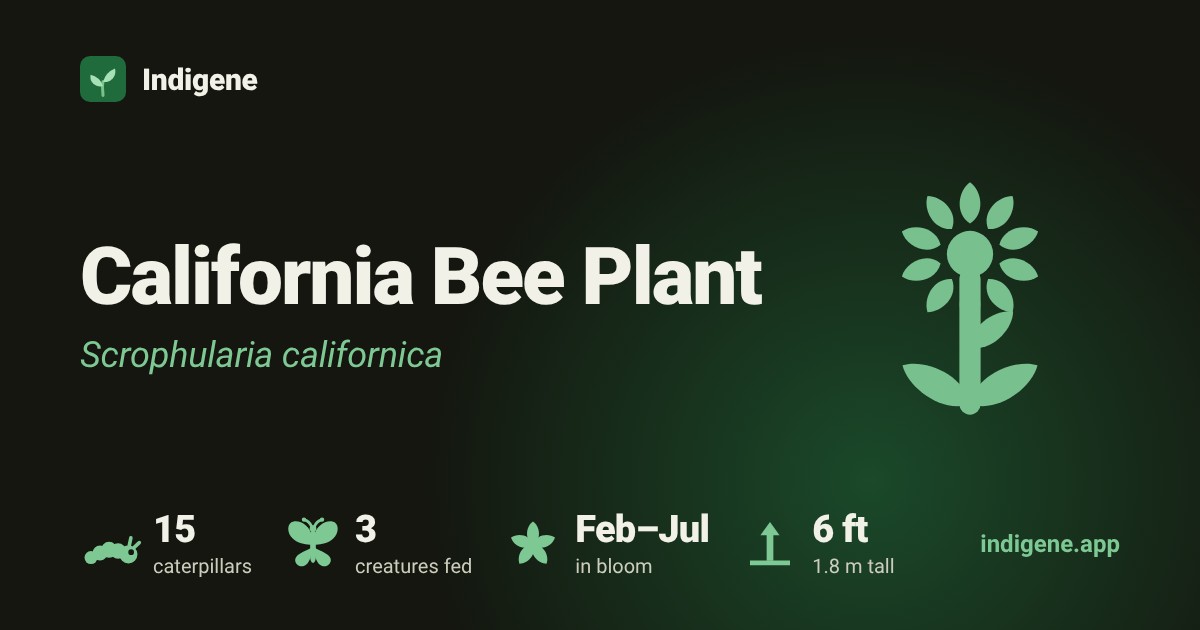 Indigene
California Bee Plant
Scrophularia californica
15
caterpillars
3
creatures fed
Feb–Jul
in bloom
6 ft
1.8 m tall
indigene.app